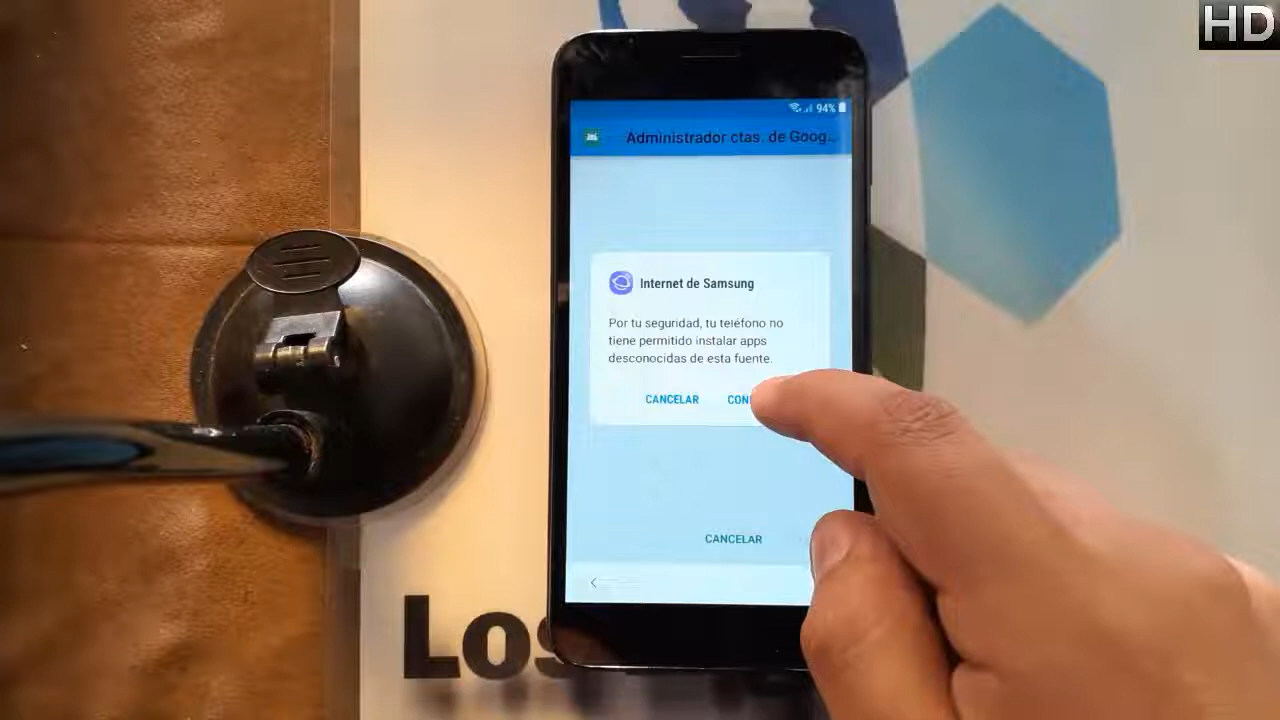 HD
94%
Administrador ctas. de Goog...
Internet de Samsung
Por tu seguridad, tu teléfono no
tiene permitido instalar apps
desconocidas de esta fuente.
CANCELAR
CANCELAR
Los